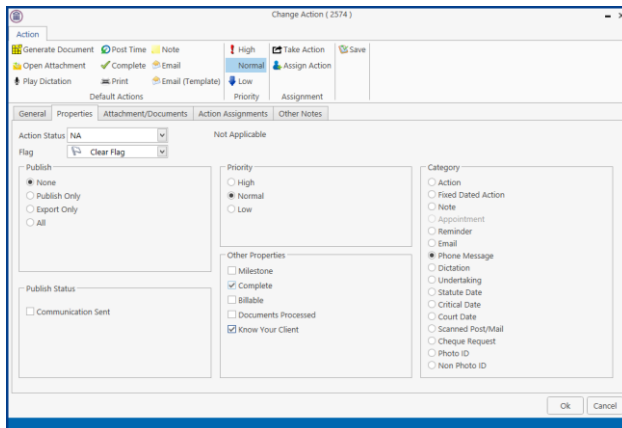 Change Action ( 2574 )
Action
Generate Document Post Time Note High Take Action Save
Open Attachment Complete Email Normal Assign Action
Play Dictation Print Email (Template) Low
Default Actions Priority Assignment
General Properties Attachment/Documents Action Assignments Other Notes
Action Status NA Not Applicable
Flag Clear Flag
Publish
None
Publish Only
Export Only
All
Publish Status
Communication Sent
Priority
High
Normal
Low
Other Properties
Milestone
Complete
Billable
Documents Processed
Know Your Client
Category
Action
Fixed Dated Action
Note
Appointment
Reminder
Email
Phone Message
Dictation
Undertaking
Statute Date
Critical Date
Court Date
Scanned Post/Mail
Cheque Request
Photo ID
Non Photo ID
Ok Cancel